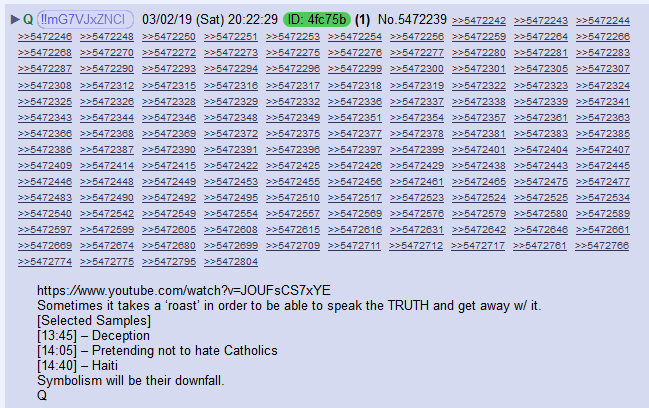 ▶ Q !!mG7VJxZNCI 03/02/19 (Sat) 20:22:29 ID: 4fc75b (1) No.5472239 >>5472242 >>5472243 >>5472244
>>5472246 >>5472248 >>5472250 >>5472251 >>5472253 >>5472254 >>5472256 >>5472259 >>5472264 >>5472266
>>5472268 >>5472270 >>5472272 >>5472273 >>5472275 >>5472276 >>5472277 >>5472280 >>5472281 >>5472283
>>5472287 >>5472290 >>5472293 >>5472294 >>5472296 >>5472299 >>5472300 >>5472301 >>5472305 >>5472307
>>5472308 >>5472312 >>5472315 >>5472316 >>5472317 >>5472318 >>5472319 >>5472322 >>5472323 >>5472324
>>5472325 >>5472326 >>5472328 >>5472329 >>5472332 >>5472336 >>5472337 >>5472338 >>5472339 >>5472341
>>5472343 >>5472344 >>5472346 >>5472348 >>5472349 >>5472351 >>5472354 >>5472357 >>5472361 >>5472363
>>5472366 >>5472368 >>5472369 >>5472372 >>5472375 >>5472377 >>5472378 >>5472381 >>5472383 >>5472385
>>5472386 >>5472387 >>5472390 >>5472391 >>5472396 >>5472397 >>5472399 >>5472401 >>5472404 >>5472407
>>5472409 >>5472414 >>5472415 >>5472422 >>5472425 >>5472426 >>5472429 >>5472438 >>5472443 >>5472445
>>5472446 >>5472448 >>5472449 >>5472453 >>5472455 >>5472456 >>5472461 >>5472465 >>5472475 >>5472477
>>5472483 >>5472490 >>5472492 >>5472495 >>5472510 >>5472517 >>5472523 >>5472524 >>5472525 >>5472534
>>5472540 >>5472542 >>5472549 >>5472554 >>5472557 >>5472569 >>5472576 >>5472579 >>5472580 >>5472589
>>5472597 >>5472599 >>5472605 >>5472608 >>5472615 >>5472616 >>5472631 >>5472642 >>5472646 >>5472661
>>5472669 >>5472674 >>5472680 >>5472699 >>5472709 >>5472711 >>5472712 >>5472717 >>5472761 >>5472766
>>5472774 >>5472775 >>5472795 >>5472804
https://www.youtube.com/watch?v=JOUFsCS7xYE
Sometimes it takes a ‘roast’ in order to be able to speak the TRUTH and get away w/ it.
[Selected Samples]
[13:45] – Deception
[14:05] – Pretending not to hate Catholics
[14:40] – Haiti
Symbolism will be their downfall.
Q